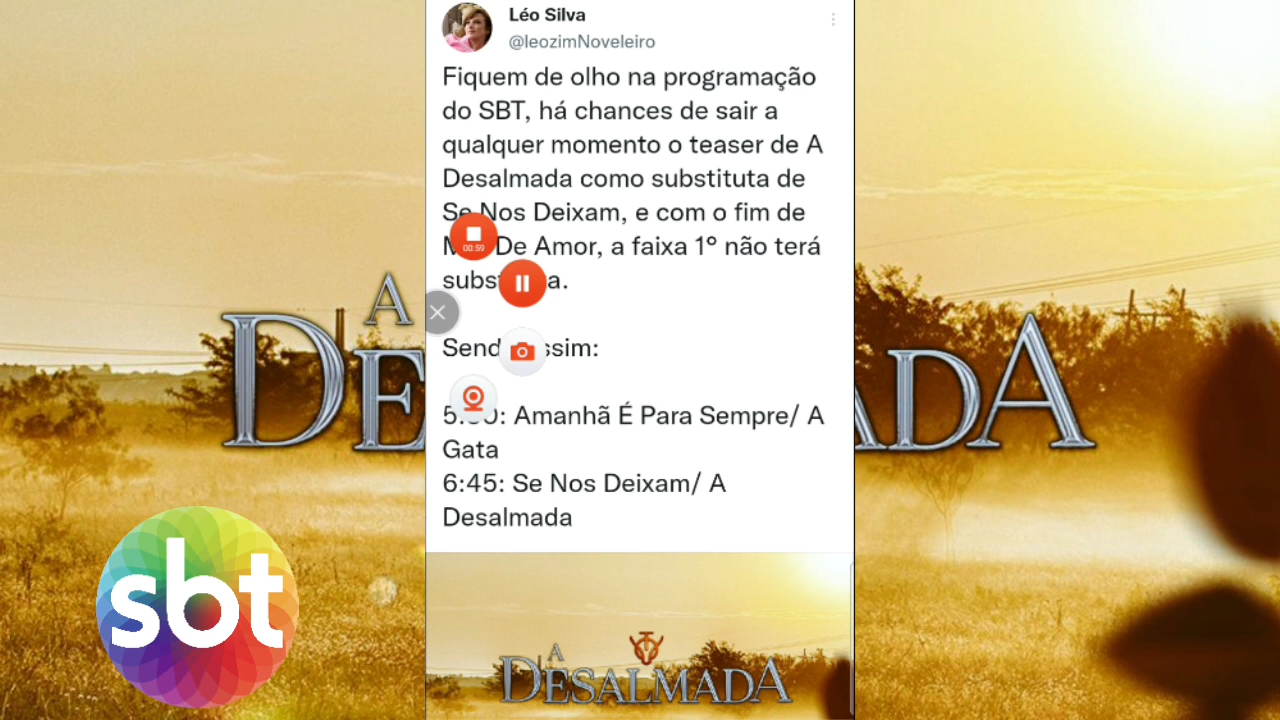 Léo Silva
@leozimNoveleiro
Fiquem de olho na programação
do SBT, há chances de sair a
qualquer momento o teaser de A
Desalmada como substituta de
Se Nos Deixam, e com o fim de
De Amor, a faixa 1° não terá
00:59
Amanhã É Para Sempre/ A
Gata
6:45: Se Nos Deixam/ A
Desalmada
A
DESALMADA
sbt
A